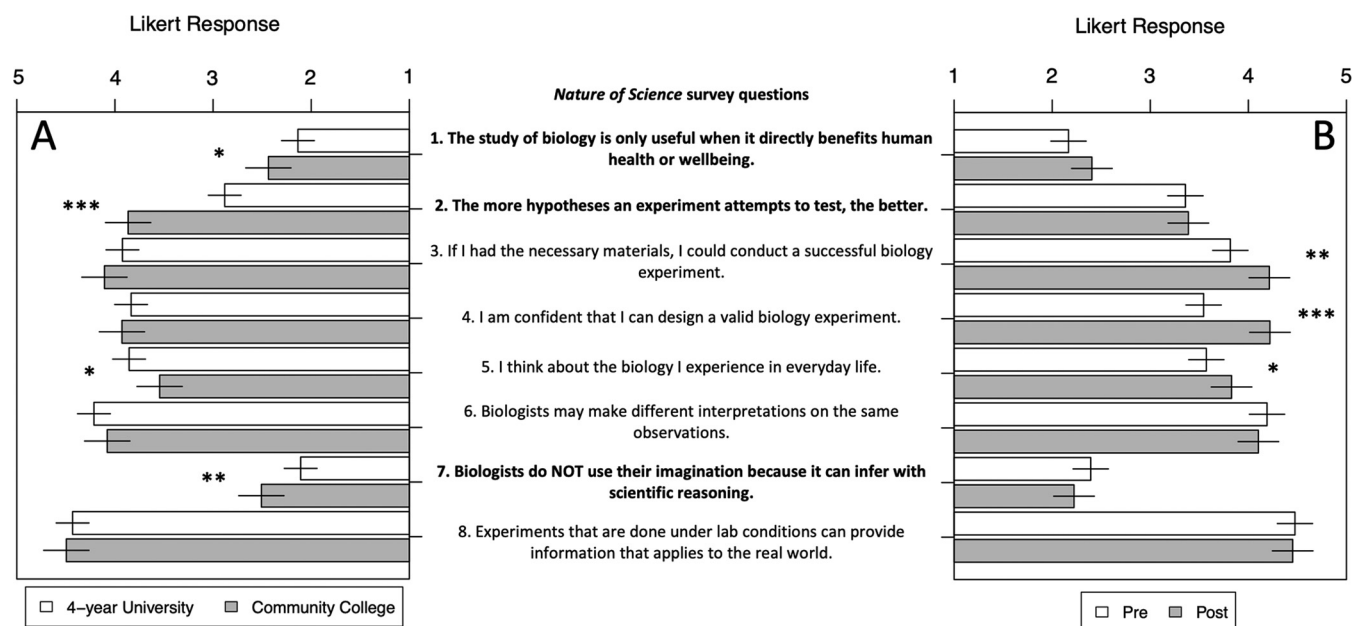 Likert Response
Likert Response
5 4 3 2 1
1 2 3 4 5
Nature of Science survey questions
A
B
1. The study of biology is only useful when it directly benefits human
health or wellbeing.
*
2. The more hypotheses an experiment attempts to test, the better.
***
3. If I had the necessary materials, I could conduct a successful biology
experiment.
**
4. I am confident that I can design a valid biology experiment.
***
5. I think about the biology I experience in everyday life.
*
*
6. Biologists may make different interpretations on the same
observations.
7. Biologists do NOT use their imagination because it can infer with
scientific reasoning.
**
8. Experiments that are done under lab conditions can provide
information that applies to the real world.
4–year University Community College
Pre Post